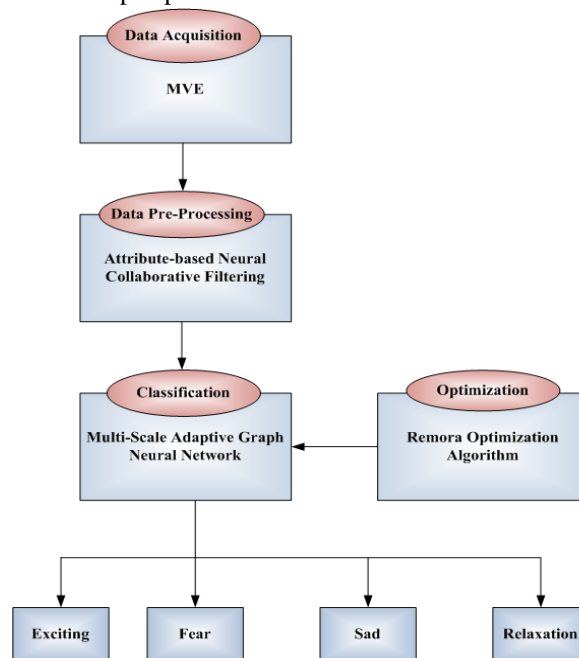 Data Acquisition
MVE
Data Pre-Processing
Attribute-based Neural
Collaborative Filtering
Classification
Multi-Scale Adaptive Graph
Neural Network
Optimization
Remora Optimization
Algorithm
Exciting
Fear
Sad
Relaxation